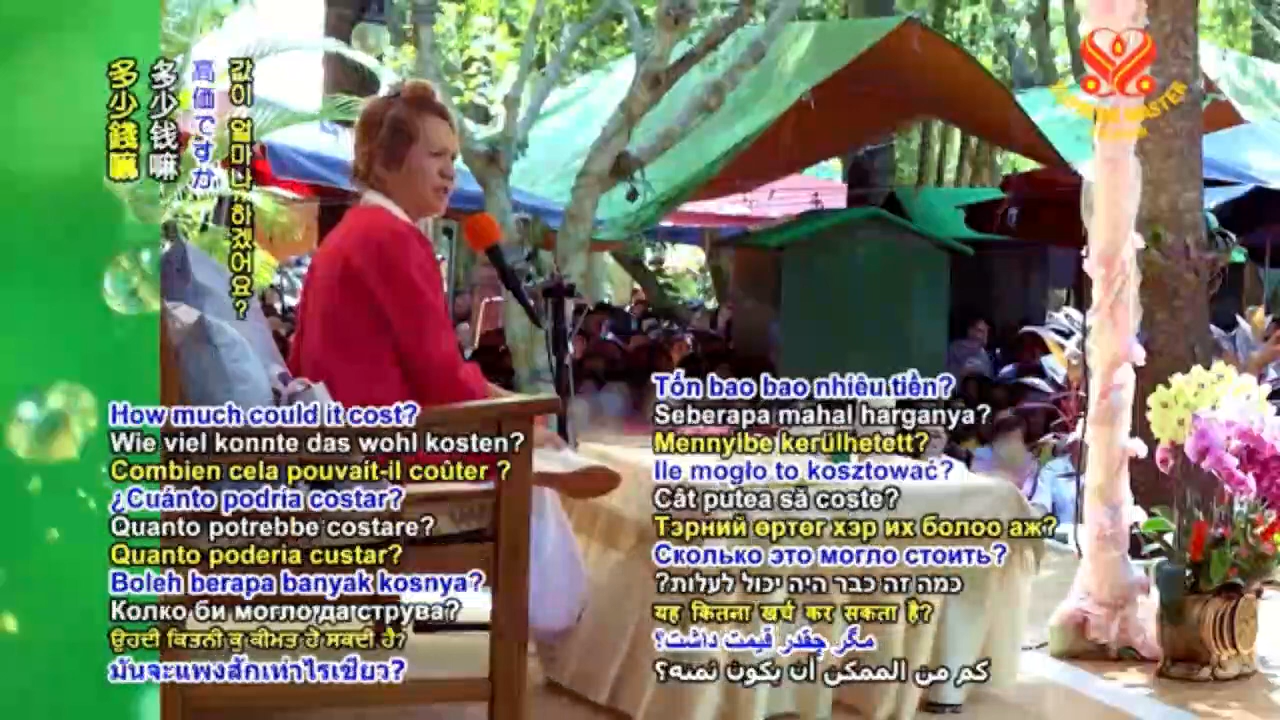 多少錢嘛
多少钱嘛
高価ですか
값이 얼마나 하겠어요?
How much could it cost?
Wie viel konnte das wohl kosten?
Combien cela pouvait-il coûter ?
¿Cuánto podría costar?
Quanto potrebbe costare?
Quanto poderia custar?
Boleh berapa banyak kosnya?
Колко би могло да струва?
ਉਹਦੀ ਕਿਤਨੀ ਕੁ ਕੀਮਤ ਹੋ ਸਕਦੀ ਹੈ?
มันจะแพงสักเท่าไรเชียว?
Tốn bao bao nhiêu tiền?
Seberapa mahal harganya?
Mennyibe kerülhetett?
Ile mogło to kosztować?
Cât putea să coste?
Тэрний өртөг хэр их болоо аж?
Сколько это могло стоить?
כמה זה כבר היה יכול לעלות?
यह कितना खर्च कर सकता है?
مگر چقدر قیمت داشت؟
كم من الممكن أن يكون ثمنه؟